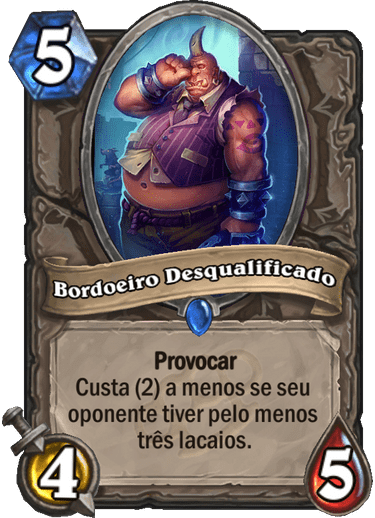 5
Bordoeiro Desqualificado
Provocar
Custa (2) a menos se seu
oponente tiver pelo menos
três lacaios.
4
5